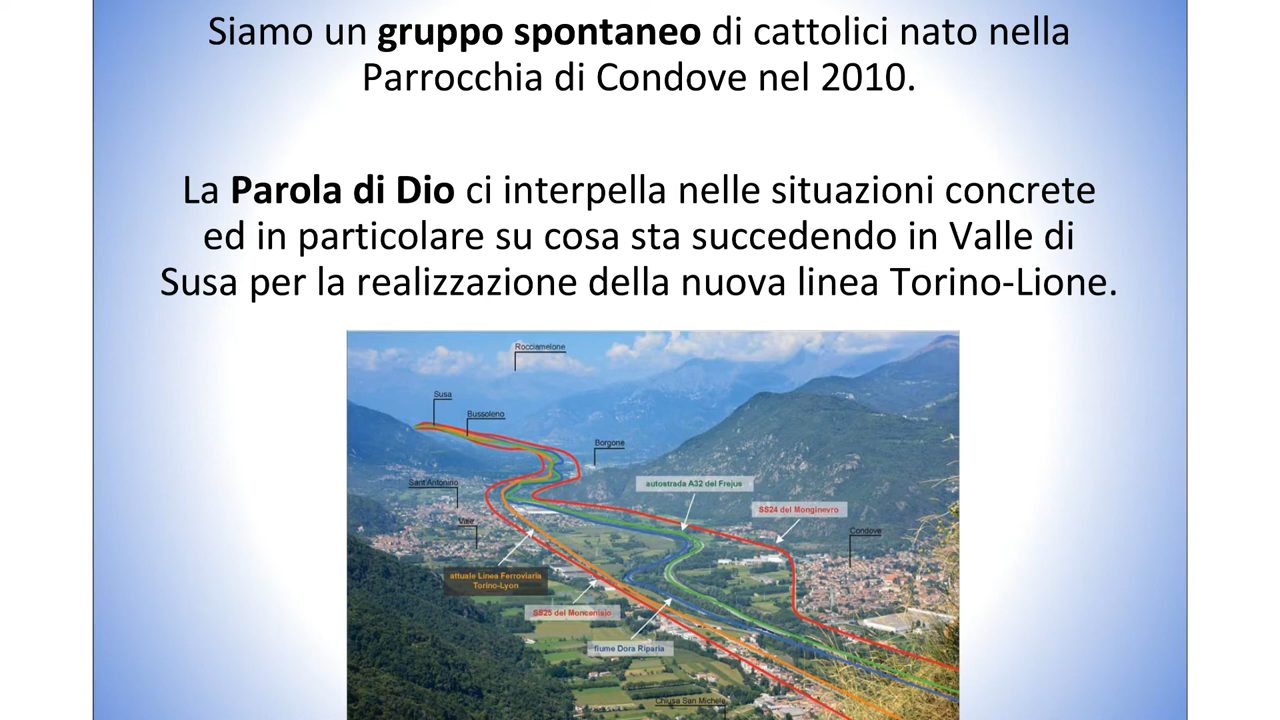 Siamo un gruppo spontaneo di cattolici nato nella
Parrocchia di Condove nel 2010.
La Parola di Dio ci interpella nelle situazioni concrete
ed in particolare su cosa sta succedendo in Valle di
Susa per la realizzazione della nuova linea Torino-Lione.
Rocciamelone
Susa
Bussoleno
Borgone
Sant'Antonino
autostrada A32 del Frejus
SS24 del Monginevro
Vaie
Condove
attuale Linea Ferroviaria
Torino-Lyon
SS25 del Moncenisio
fiume Dora Riparia
Chiusa San Michele